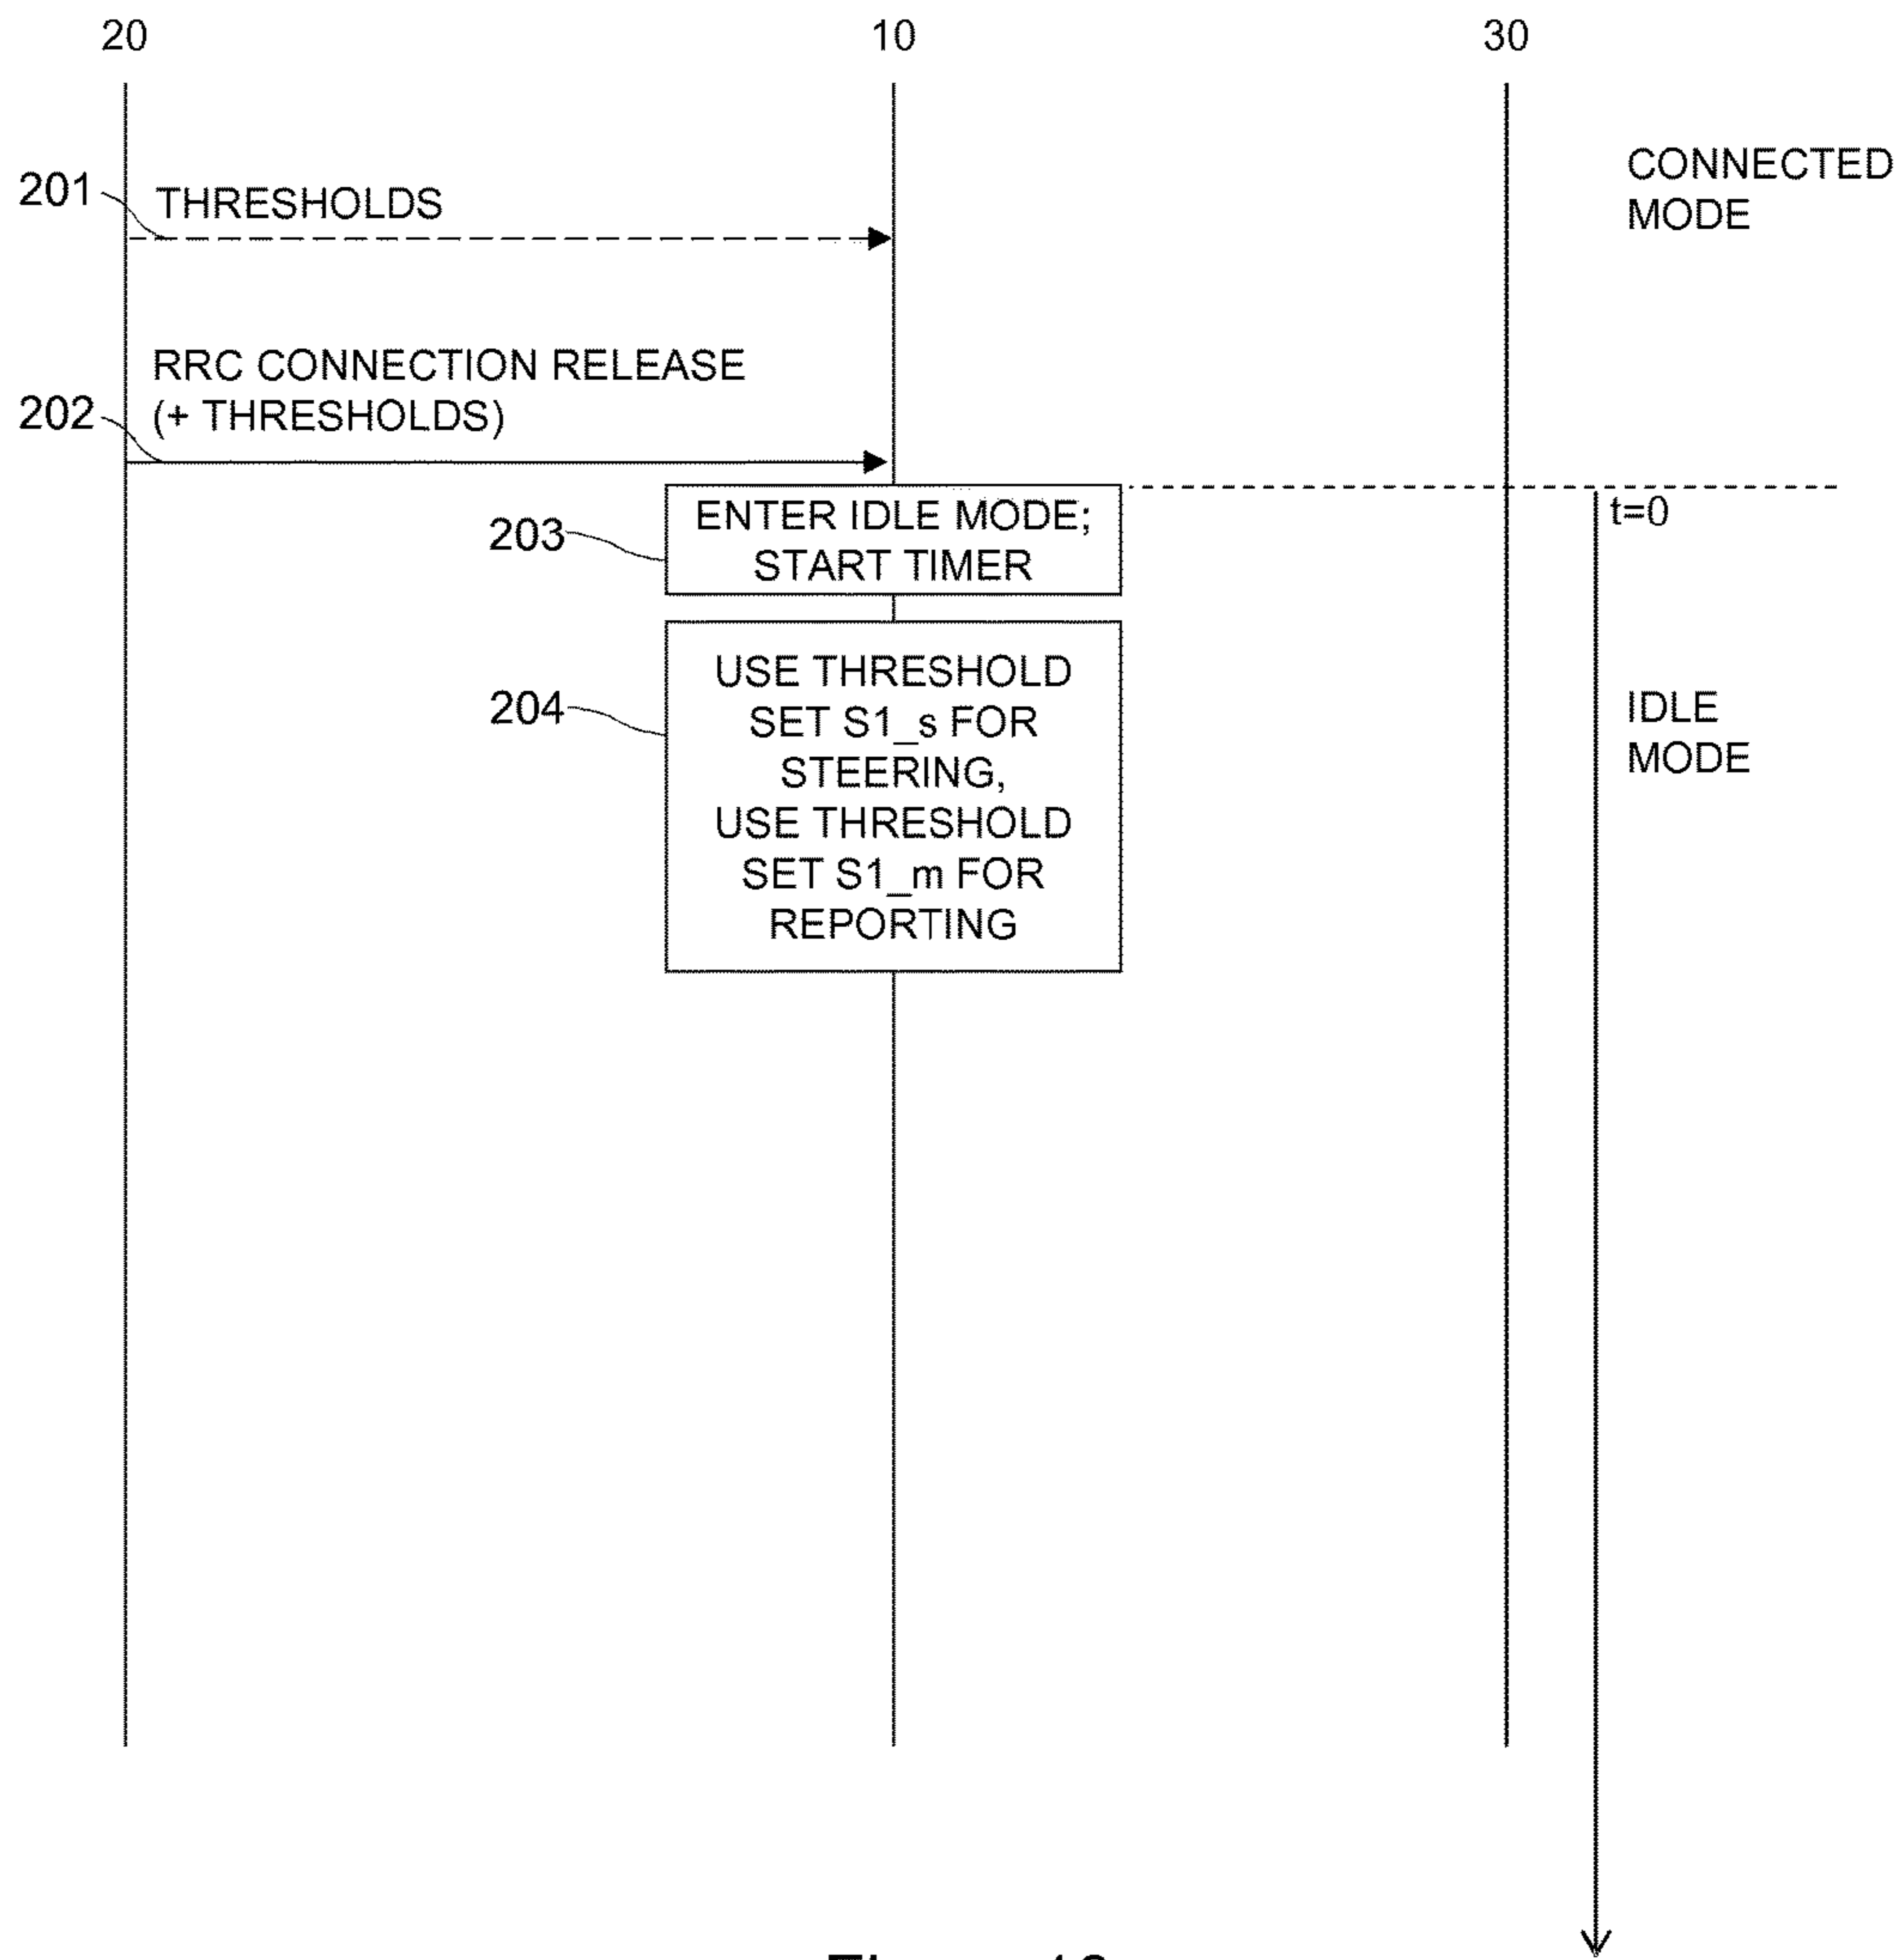 20
10
30
CONNECTED
MODE
201
THRESHOLDS
RRC CONNECTION RELEASE
(+ THRESHOLDS)
202
t=0
203
ENTER IDLE MODE;
START TIMER
204
USE THRESHOLD
SET S1_s FOR
STEERING,
USE THRESHOLD
SET S1_m FOR
REPORTING
IDLE
MODE